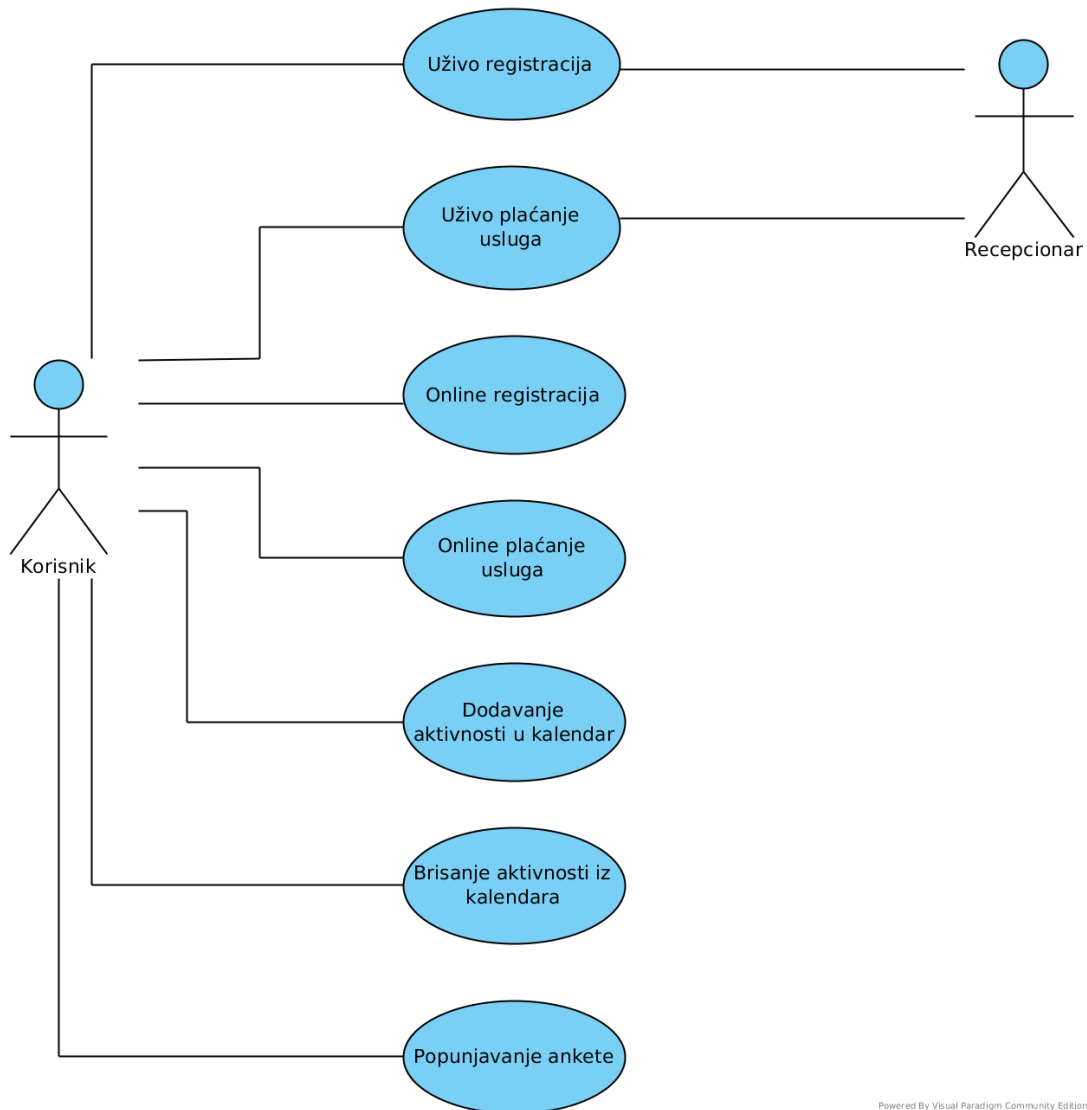 Uživo registracija
Recepcionar
Uživo plaćanje
usluga
Online registracija
Korisnik
Online plaćanje
usluga
Dodavanje
aktivnosti u kalendar
Brisanje aktivnosti iz
kalendara
Popunjavanje ankete
Powered By Visual Paradigm Community Edition